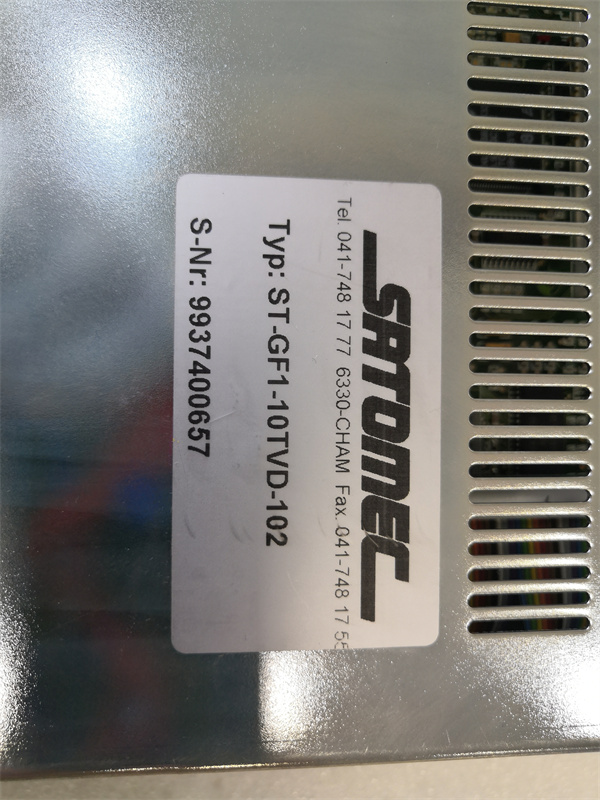 SATOMEC
Tel. 041-748 17 77 6330-CHAM Fax. 041-748 17 55
Typ: ST-GF1-10TVD-102
S-Nr: 9937400657